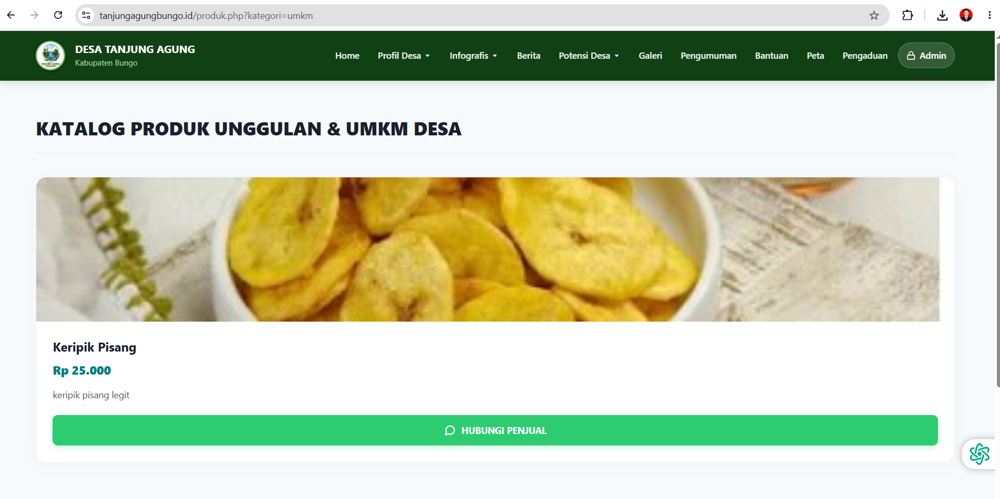 tanjungagungbungo.id/produk.php?kategori=umkm
DESA TANJUNG AGUNG
Kabupaten Bungo
Home
Profil Desa
Infografis
Berita
Potensi Desa
Galeri
Pengumuman
Bantuan
Peta
Pengaduan
Admin
TANJUNG AGUNG
KATALOG PRODUK UNGGULAN & UMKM DESA
Keripik Pisang
Rp 25.000
keripik pisang legit
HUBUNGI PENJUAL